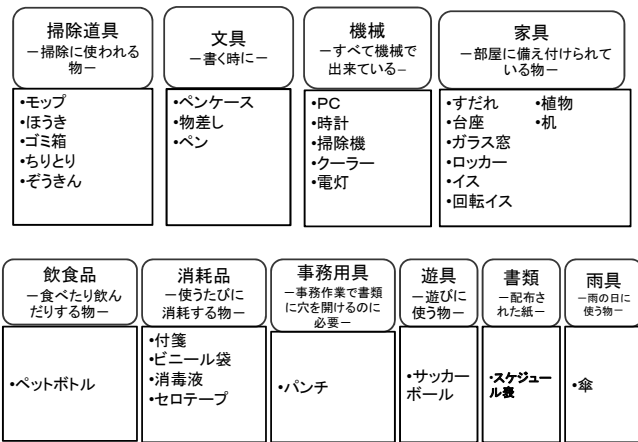 掃除道具
－掃除に使われる
物－
•モップ
•ほうき
•ゴミ箱
•ちりとり
•ぞうきん
文具
－書く時に－
•ペンケース
•物差し
•ペン
機械
－すべて機械で
出来ている－
•PC
•時計
•掃除機
•クーラー
•電灯
家具
－部屋に備え付けられて
いる物－
•すだれ
•台座
•ガラス窓
•ロッカー
•イス
•回転イス
•植物
•机
飲食品
－食べたり飲ん
だりする物－
•ペットボトル
消耗品
－使うたびに
消耗する物－
•付箋
•ビニール袋
•消毒液
•セロテープ
事務用具
－事務作業で書類
に穴を開けるのに
必要－
•パンチ
遊具
－遊びに
使う物－
•サッカー
ボール
書類
－配布さ
れた紙－
•スケジュー
ル表
雨具
－雨の日に
使う物－
•傘